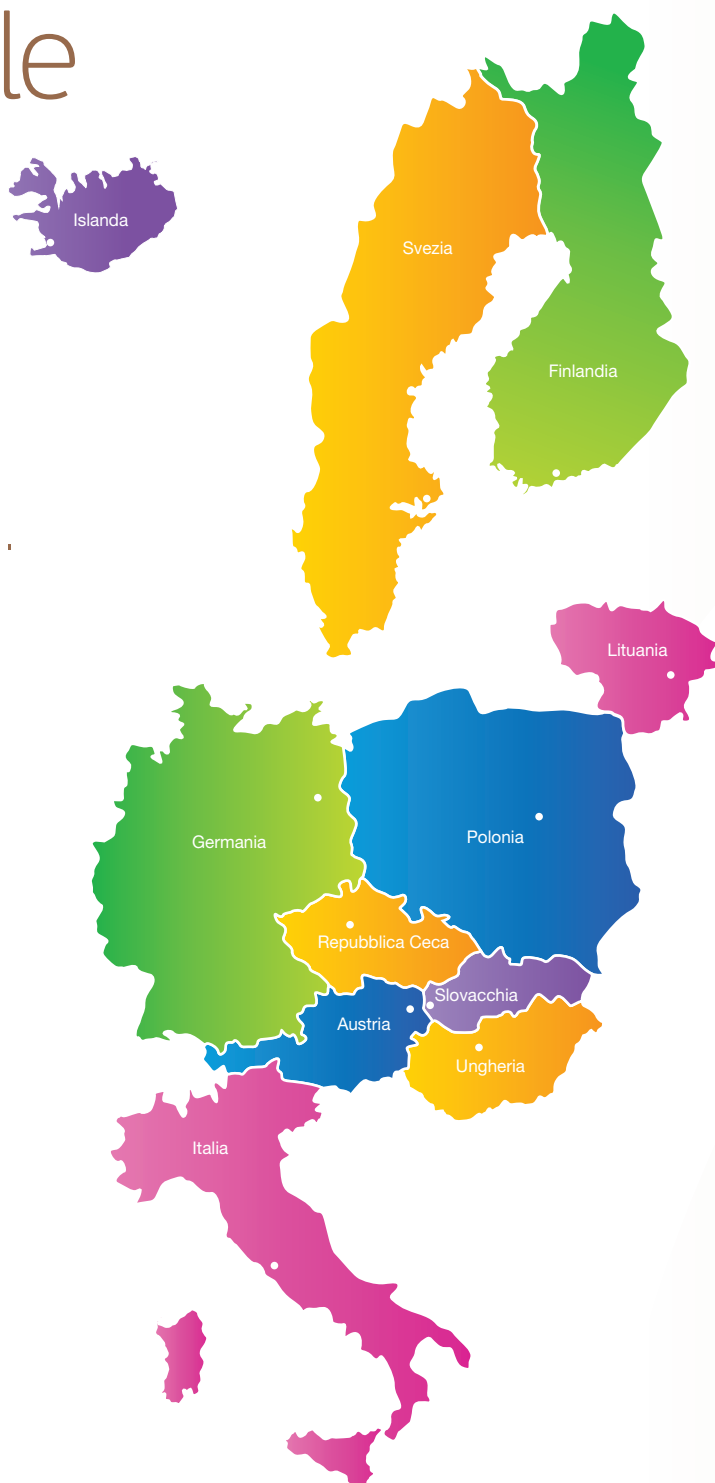 le
Islanda
Svezia
Finlandia
Lituania
Germania
Polonia
Repubblica Ceca
Slovacchia
Austria
Ungheria
Italia